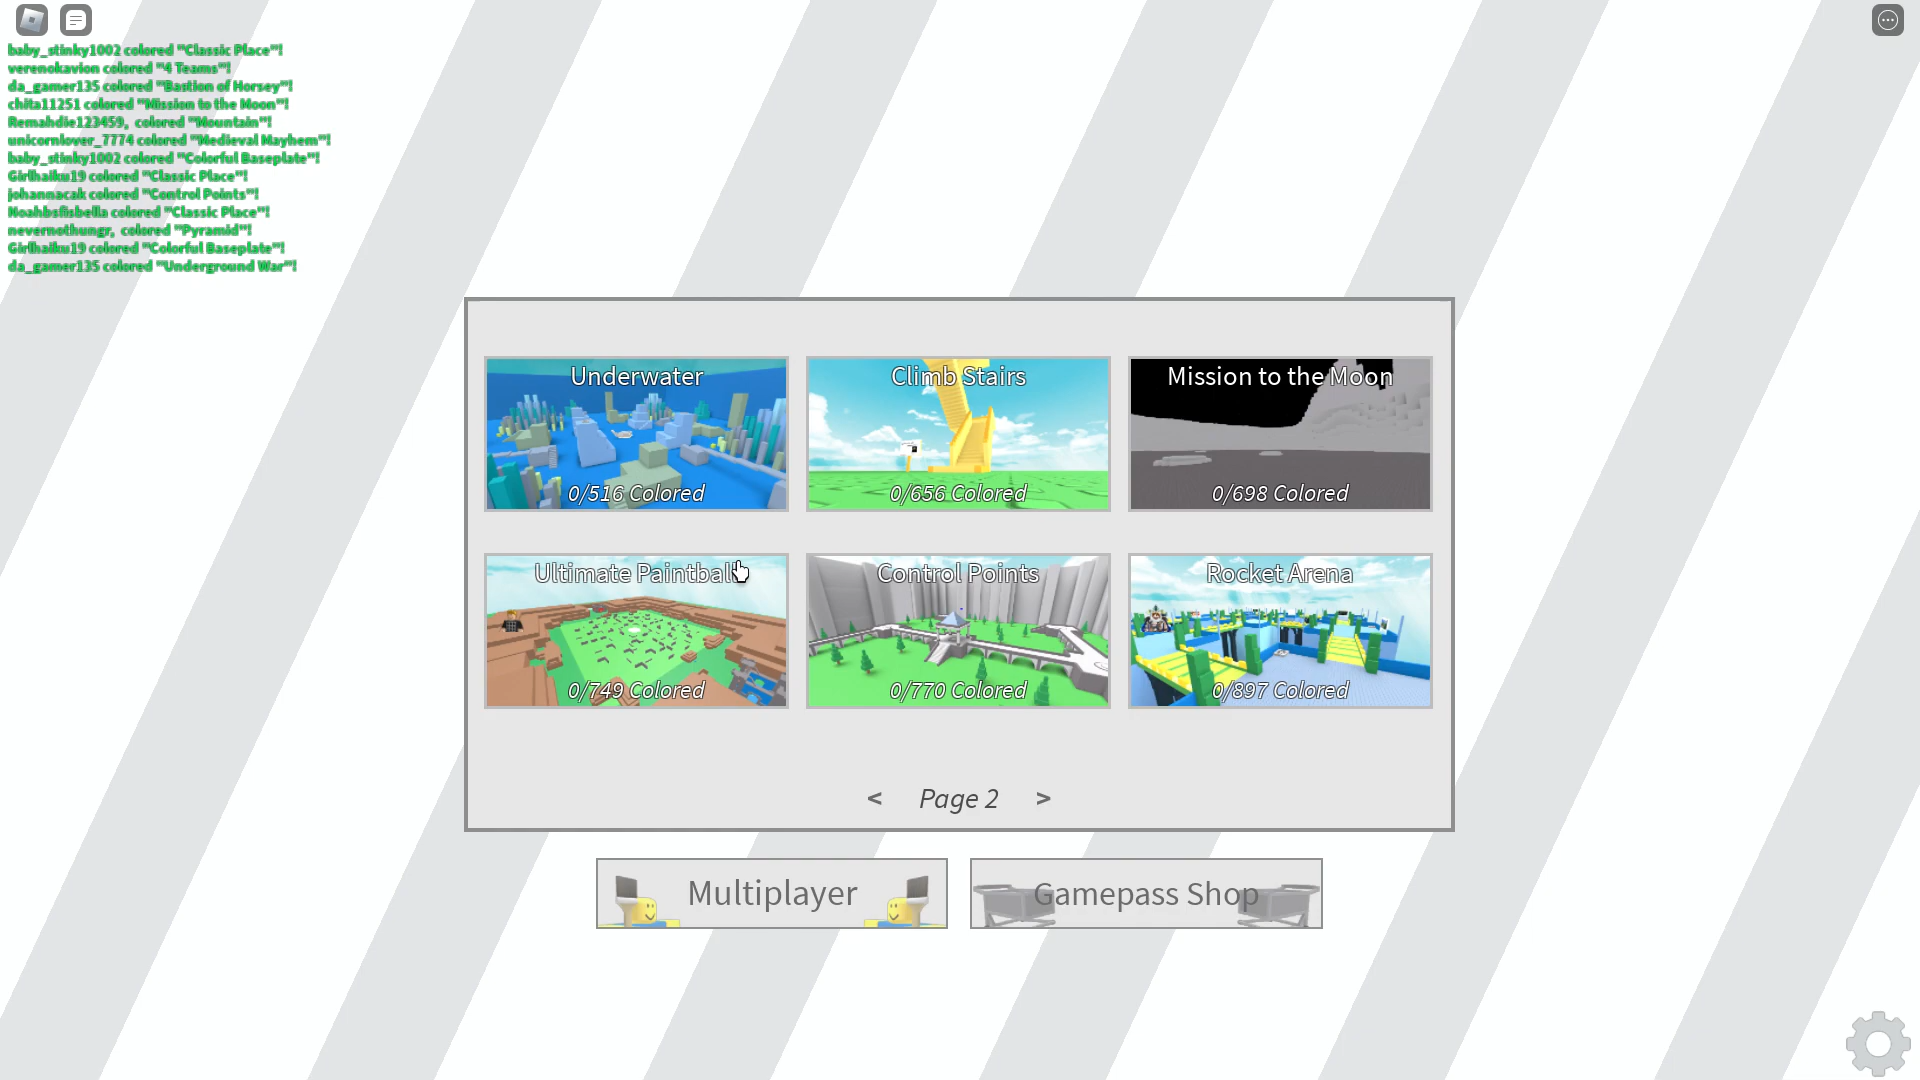 baby_stinky1002 colored "Classic Place"!
verenokavion colored "4 Teams"!
da_gamer135 colored "Bastion of Horsey"!
chita11251 colored "Mission to the Moon"!
Remahdie123459,  colored "Mountain"!
unicornlover_7774 colored "Medieval Mayhem"!
baby_stinky1002 colored "Colorful Baseplate"!
Girlhaiku19 colored "Classic Place"!
johannacak colored "Control Points"!
Noahbsfisbella colored "Classic Place"!
nevernothungr,  colored "Pyramid"!
Girlhaiku19 colored "Colorful Baseplate"!
da_gamer135 colored "Underground War"!
Underwater
Climb Stairs
Mission to the Moon
0/516 Colored
0/656 Colored
0/698 Colored
Ultimate Paintball
Control Points
Rocket Arena
0/749 Colored
0/770 Colored
0/897 Colored
< Page 2 >
Multiplayer
Gamepass Shop